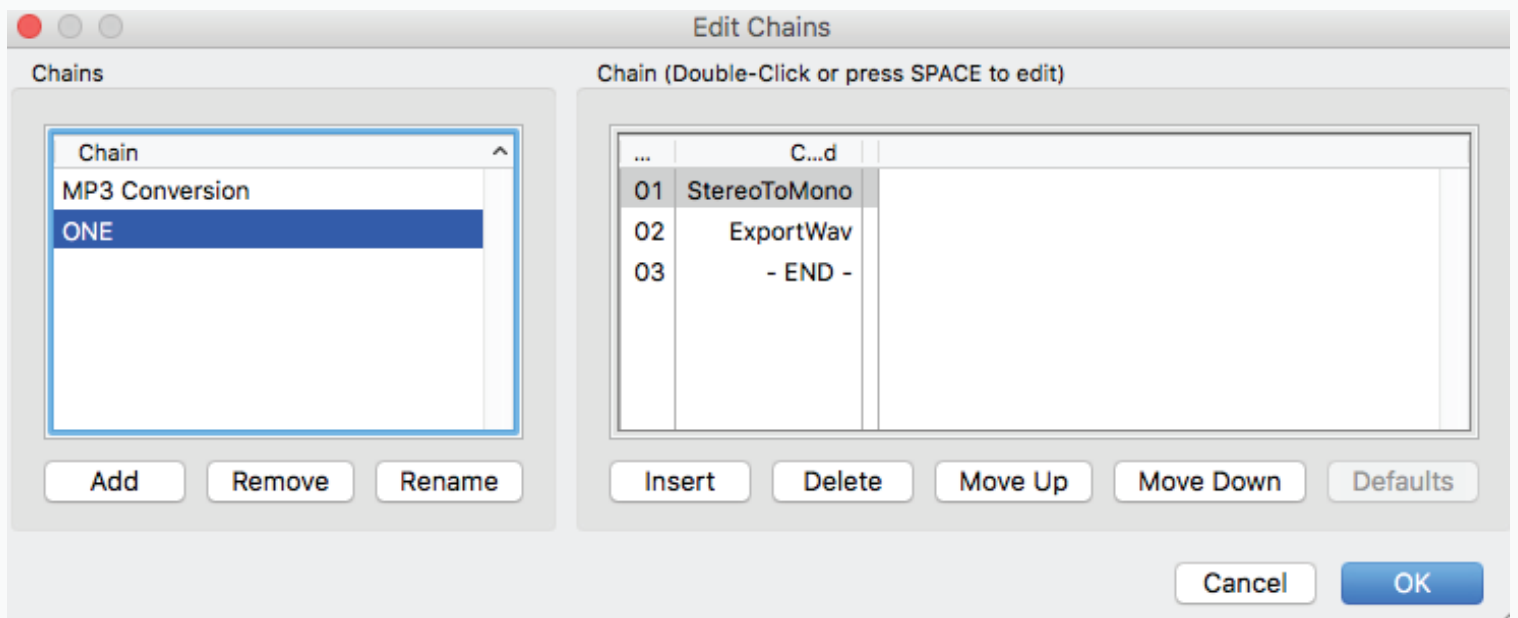 Edit Chains
Chains
Chain (Double-Click or press SPACE to edit)
Chain
MP3 Conversion
ONE
... C...d
01 StereoToMono
02 ExportWav
03 - END -
Add Remove Rename
Insert Delete Move Up Move Down Defaults
Cancel OK